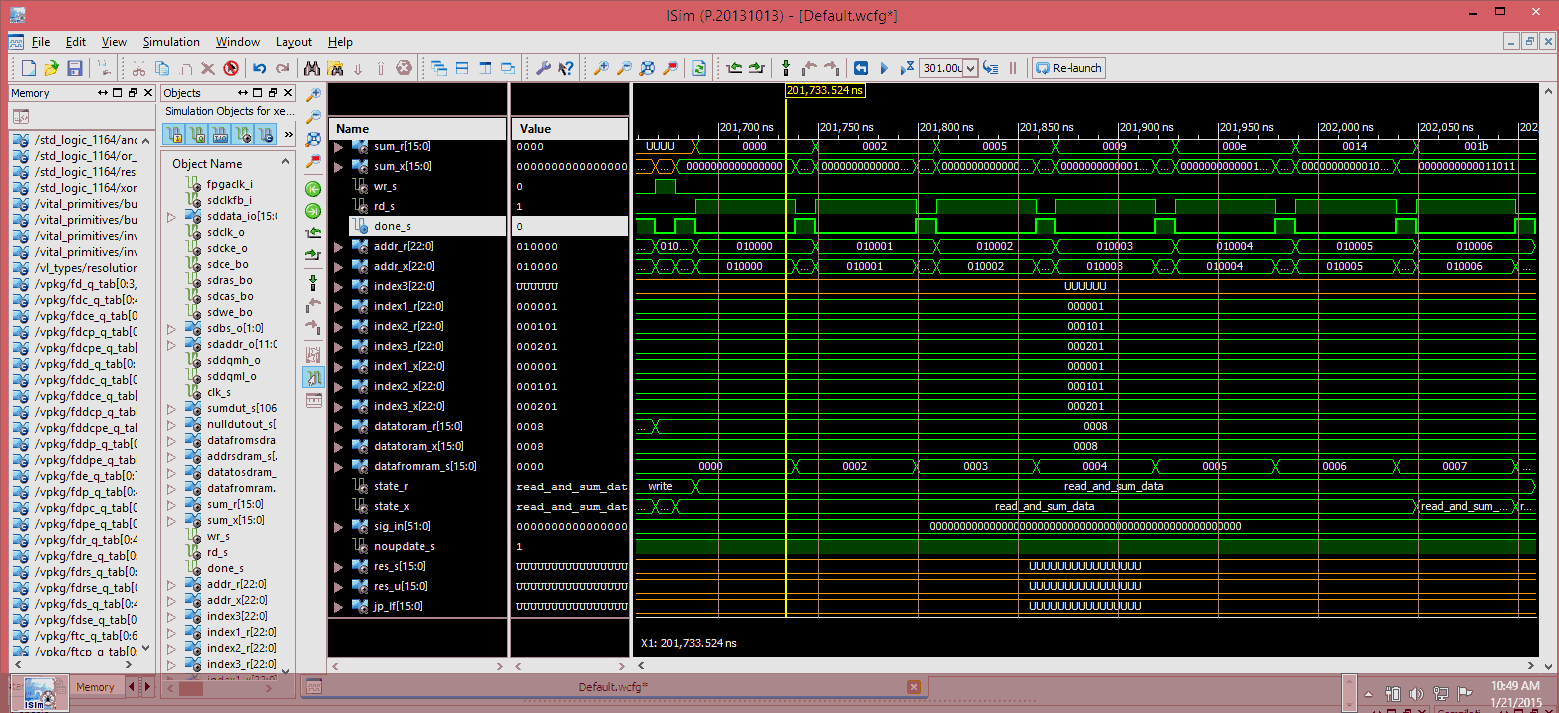 ISim (P.20131013) - [Default.wcfg*]
File Edit View Simulation Window Layout Help
301.00u Re-launch
Memory
/std_logic_1164/and
/std_logic_1164/or_
/std_logic_1164/res
/std_logic_1164/xor
/vital_primitives/bu
/vital_primitives/bu
/vital_primitives/inv
/vital_primitives/inv
/vl_types/resolution
/vpkg/fd_q_tab[0:3,
/vpkg/fdc_q_tab[0:4
/vpkg/fdce_q_tab[0:
/vpkg/fdcp_q_tab[0:
/vpkg/fdcpe_q_tab[
/vpkg/fdd_q_tab[0:
/vpkg/fddc_q_tab[0:
/vpkg/fddce_q_tab[
/vpkg/fddcp_q_tab[
/vpkg/fddcpe_q_tab
/vpkg/fddp_q_tab[0:
/vpkg/fddpe_q_tab[
/vpkg/fde_q_tab[0:7
/vpkg/fdp_q_tab[0:4
/vpkg/fdpc_q_tab[0:
/vpkg/fdpe_q_tab[0:
/vpkg/fdr_q_tab[0:4
/vpkg/fdre_q_tab[0:
/vpkg/fdrs_q_tab[0:
/vpkg/fdrse_q_tab[0
/vpkg/fds_q_tab[0:4
/vpkg/fdse_q_tab[0:
/vpkg/ftc_q_tab[0:6
/vpkg/ftcp_q_tab[0:
Memory
Objects
Simulation Objects for xe...
Object Name
fpgaclk_i
sdclkfb_i
sddata_io[15:(
sdclk_o
sdcke_o
sdce_bo
sdras_bo
sdcas_bo
sdwe_bo
sdbs_o[1:0]
sdaddr_o[11:0
sddqmh_o
sddqml_o
clk_s
sumdut_s[106
nulldutout_s[
datafromsdra
addrsdram_s[.
datatosdram_
datafromram.
sum_r[15:0]
sum_x[15:0]
wr_s
rd_s
done_s
addr_r[22:0]
addr_x[22:0]
index3[22:0]
index1_r[22:0]
index2_r[22:0]
index3_r[22:0]
Name Value
sum_r[15:0] 0000
sum_x[15:0] 0000000000000000
wr_s 0
rd_s 1
done_s 0
addr_r[22:0] 010000
addr_x[22:0] 010000
index3[22:0] UUUUUU
index1_r[22:0] 000001
index2_r[22:0] 000101
index3_r[22:0] 000201
index1_x[22:0] 000001
index2_x[22:0] 000101
index3_x[22:0] 000201
datatoram_r[15:0] 0008
datatoram_x[15:0] 0008
datafromram_s[15:0] 0000
state_r read_and_sum_dat
state_x read_and_sum_dat
sig_in[51:0] 0000000000000000
noupdate_s 1
res_s[15:0] UUUUUUUUUUUUUUUU
res_u[15:0] UUUUUUUUUUUUUUUU
jp_lf[15:0] UUUUUUUUUUUUUUUU
201,733.524 ns
201,700 ns 201,750 ns 201,800 ns 201,850 ns 201,900 ns 201,950 ns 202,000 ns 202,050 ns 202
UUUU 0000 0002 0005 0009 000e 0014 001b
... 0000000000000000 ... 0000000000000... ... 000000000000... ... 0000000000001... ... 0000000000001... ... 0000000000010... ... 0000000000011011
... 010... 010000 ... 010001 ... 010002 ... 010003 ... 010004 ... 010005 ... 010006
... 010000 ... 010001 ... 010002 ... 010003 ... 010004 ... 010005 ... 010006 ...
UUUUUU
000001
000101
000201
000001
000101
000201
... 0008
0008
0000 0002 0003 0004 0005 0006 0007 ...
write read_and_sum_data
... read_and_sum_data read_and_sum_... r...
0000000000000000000000000000000000000000000000000000
UUUUUUUUUUUUUUUU
UUUUUUUUUUUUUUUU
UUUUUUUUUUUUUUUU
X1: 201,733.524 ns
Default.wcfg*
ISim
10:49 AM
1/21/2015